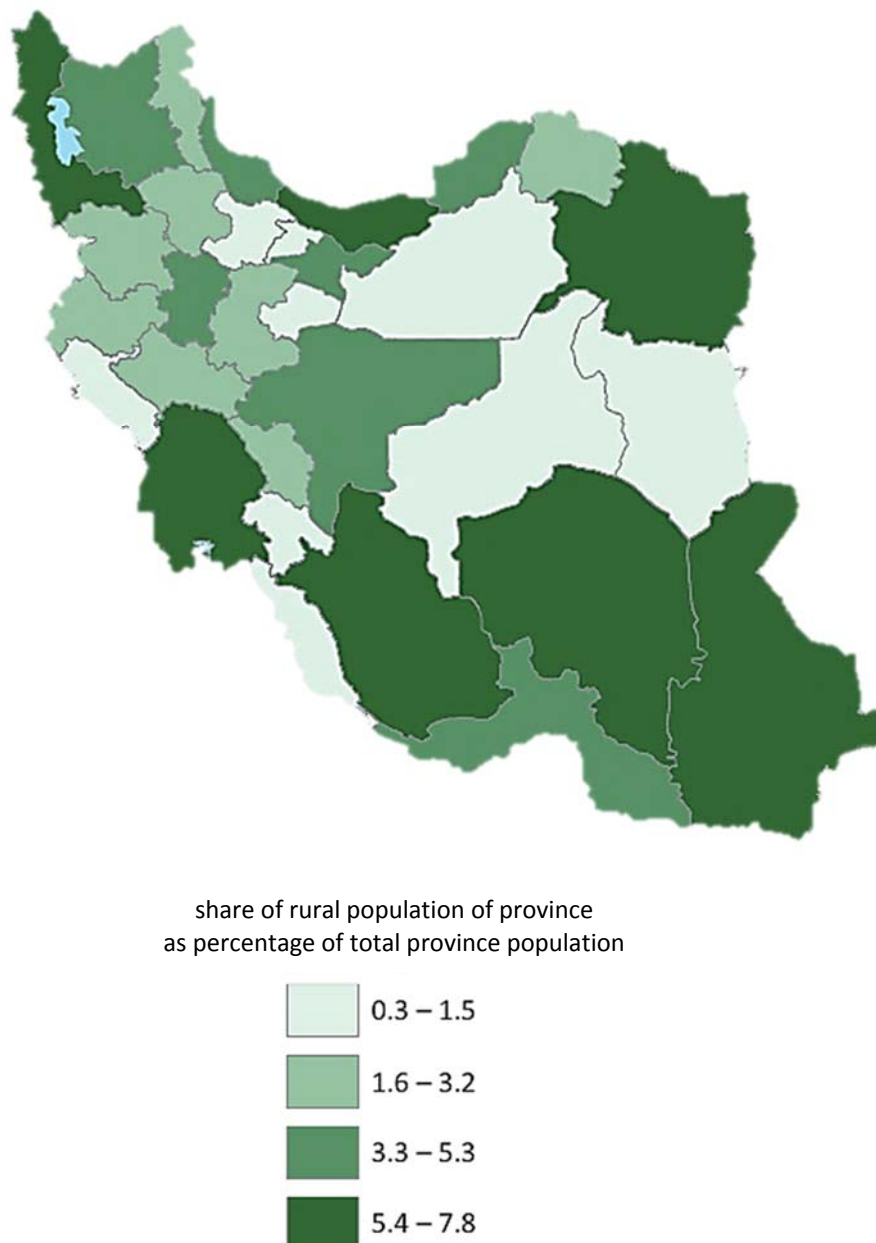 share of rural population of province
as percentage of total province population
0.3 – 1.5
1.6 – 3.2
3.3 – 5.3
5.4 – 7.8